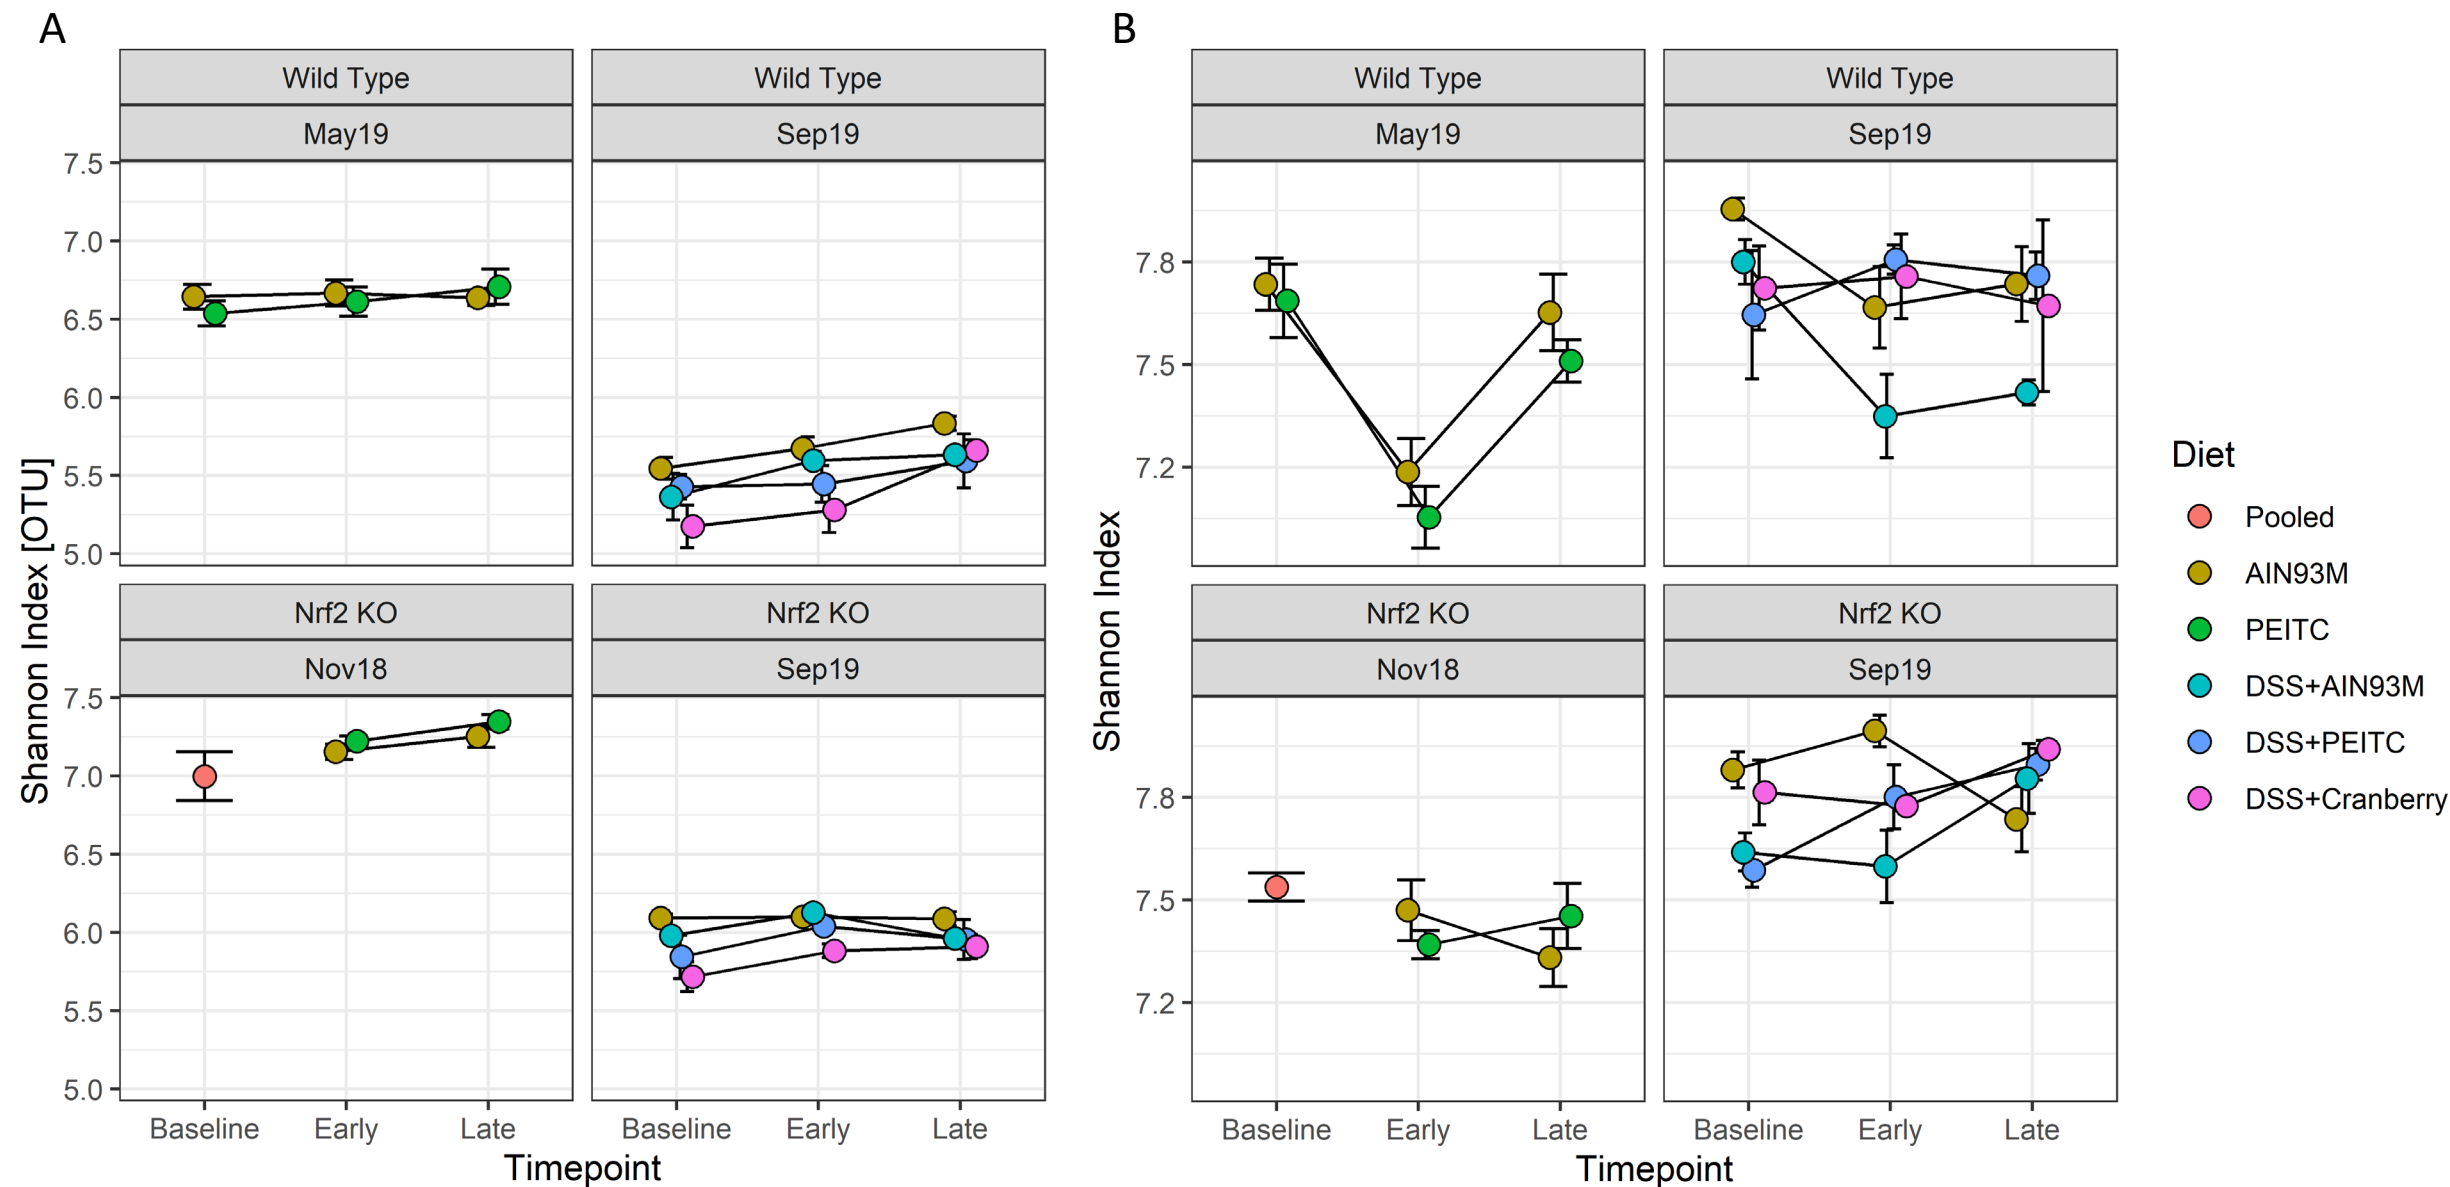 A
Wild Type
Wild Type
May19
Sep19
7.5
7.0
6.5
6.0
5.5
5.0
Nrf2 KO
Nrf2 KO
Nov18
Sep19
7.5
7.0
6.5
6.0
5.5
5.0
Shannon Index [OTU]
Baseline Early Late
Baseline Early Late
Timepoint
B
Wild Type
Wild Type
May19
Sep19
7.8
7.5
7.2
Nrf2 KO
Nrf2 KO
Nov18
Sep19
7.8
7.5
7.2
Shannon Index
Baseline Early Late
Baseline Early Late
Timepoint
Diet
Pooled
AIN93M
PEITC
DSS+AIN93M
DSS+PEITC
DSS+Cranberry